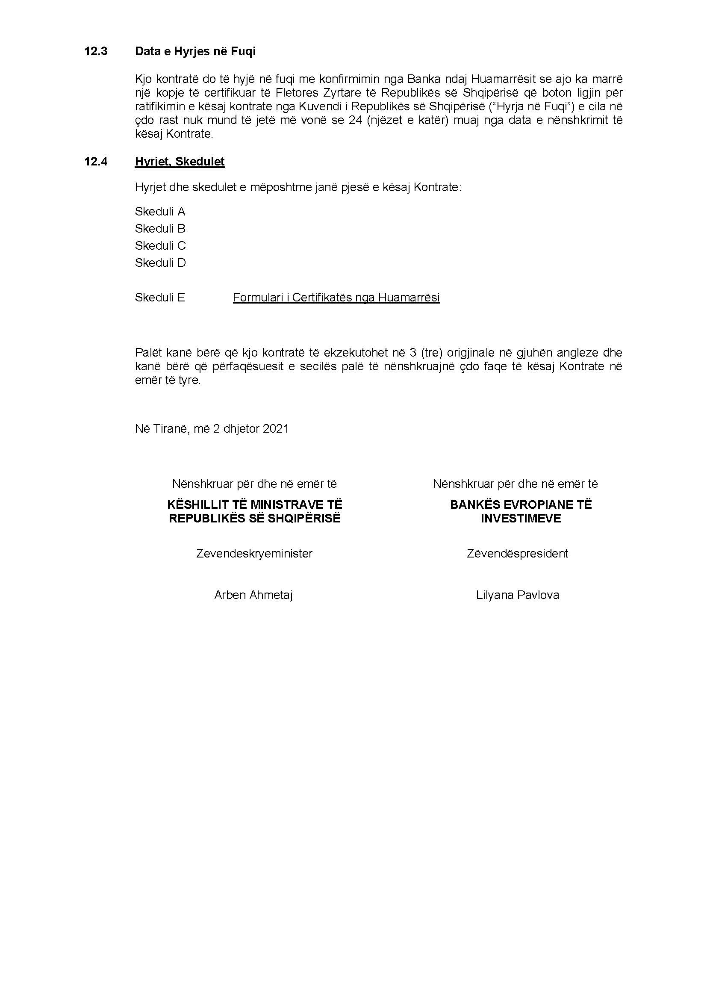 12.3 Data e Hyrjes në Fuqi
Kjo kontratë do të hyjë në fuqi me konfirmimin nga Banka ndaj Huamarrësit se ajo ka marrë
një kopje të certifikuar të Fletores Zyrtare të Republikës së Shqipërisë që boton ligjin për
ratifikimin e kësaj kontrate nga Kuvendi i Republikës së Shqipërisë (“Hyrja në Fuqi”) e cila në
çdo rast nuk mund të jetë më vonë se 24 (njëzet e katër) muaj nga data e nënshkrimit të
kësaj Kontrate.
12.4 Hyrjet, Skedulet
Hyrjet dhe skedulet e mëposhtme janë pjesë e kësaj Kontrate:
Skeduli A
Skeduli B
Skeduli C
Skeduli D
Skeduli E Formulari i Certifikatës nga Huamarrësi
Palët kanë bërë që kjo kontratë të ekzekutohet në 3 (tre) origjinale në gjuhën angleze dhe
kanë bërë që përfaqësuesit e secilës palë të nënshkruajnë çdo faqe të kësaj Kontrate në
emër të tyre.
Në Tiranë, më 2 dhjetor 2021
Nënshkruar për dhe në emër të
KËSHILLIT TË MINISTRAVE TË
REPUBLIKËS SË SHQIPËRISË
Zevendeskryeminister
Arben Ahmetaj
Nënshkruar për dhe në emër të
BANKËS EVROPIANE TË
INVESTIMEVE
Zëvendëspresident
Lilyana Pavlova